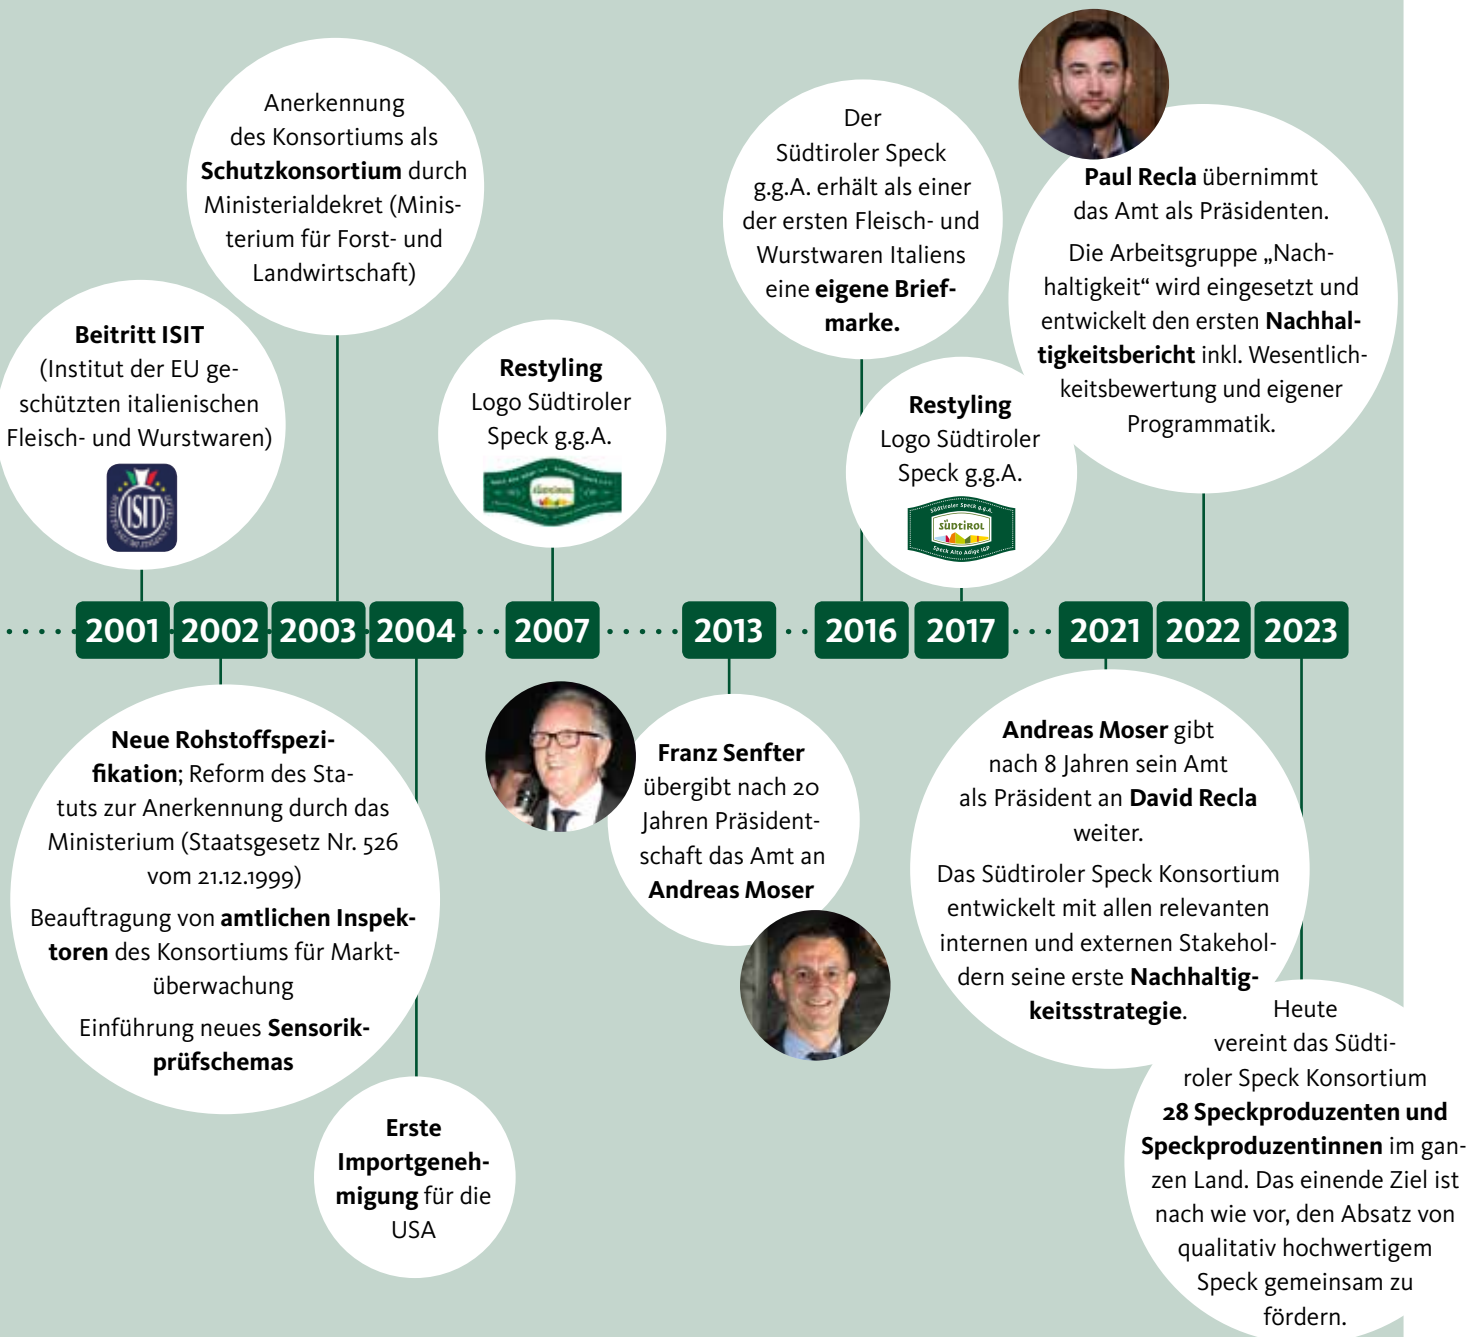 Anerkennung
des Konsortiums als
Schutzkonsortium durch
Ministerialdekret (Minis-
terium für Forst- und
Landwirtschaft)
Der
Südtiroler Speck
g.g.A. erhält als einer
der ersten Fleisch- und
Wurstwaren Italiens
eine eigene Brief-
marke.
Paul Recla übernimmt
das Amt als Präsidenten.
Die Arbeitsgruppe „Nach-
haltigkeit“ wird eingesetzt und
entwickelt den ersten Nachhal-
tigkeitsbericht inkl. Wesentlich-
keitsbewertung und eigener
Programmatik.
Beitritt ISIT
(Institut der EU ge-
schützten italienischen
Fleisch- und Wurstwaren)
ISIT
Restyling
Logo Südtiroler
Speck g.g.A.
SÜDTIROL
Restyling
Logo Südtiroler
Speck g.g.A.
Südtiroler Speck g.g.A.
SÜDTIROL
Speck Alto Adige IGP
2001 2002 2003 2004 2007 2013 2016 2017 2021 2022 2023
Neue Rohstoffspezi-
fikation; Reform des Sta-
tuts zur Anerkennung durch das
Ministerium (Staatsgesetz Nr. 526
vom 21.12.1999)
Beauftragung von amtlichen Inspek-
toren des Konsortiums für Markt-
überwachung
Einführung neues Sensorik-
prüfschemas
Erste
Importgeneh-
migung für die
USA
Franz Senfter
übergibt nach 20
Jahren Präsident-
schaft das Amt an
Andreas Moser
Andreas Moser gibt
nach 8 Jahren sein Amt
als Präsident an David Recla
weiter.
Das Südtiroler Speck Konsortium
entwickelt mit allen relevanten
internen und externen Stakehol-
dern seine erste Nachhaltig-
keitsstrategie.
Heute
vereint das Südti-
roler Speck Konsortium
28 Speckproduzenten und
Speckproduzentinnen im gan-
zen Land. Das einende Ziel ist
nach wie vor, den Absatz von
qualitativ hochwertigem
Speck gemeinsam zu
fördern.